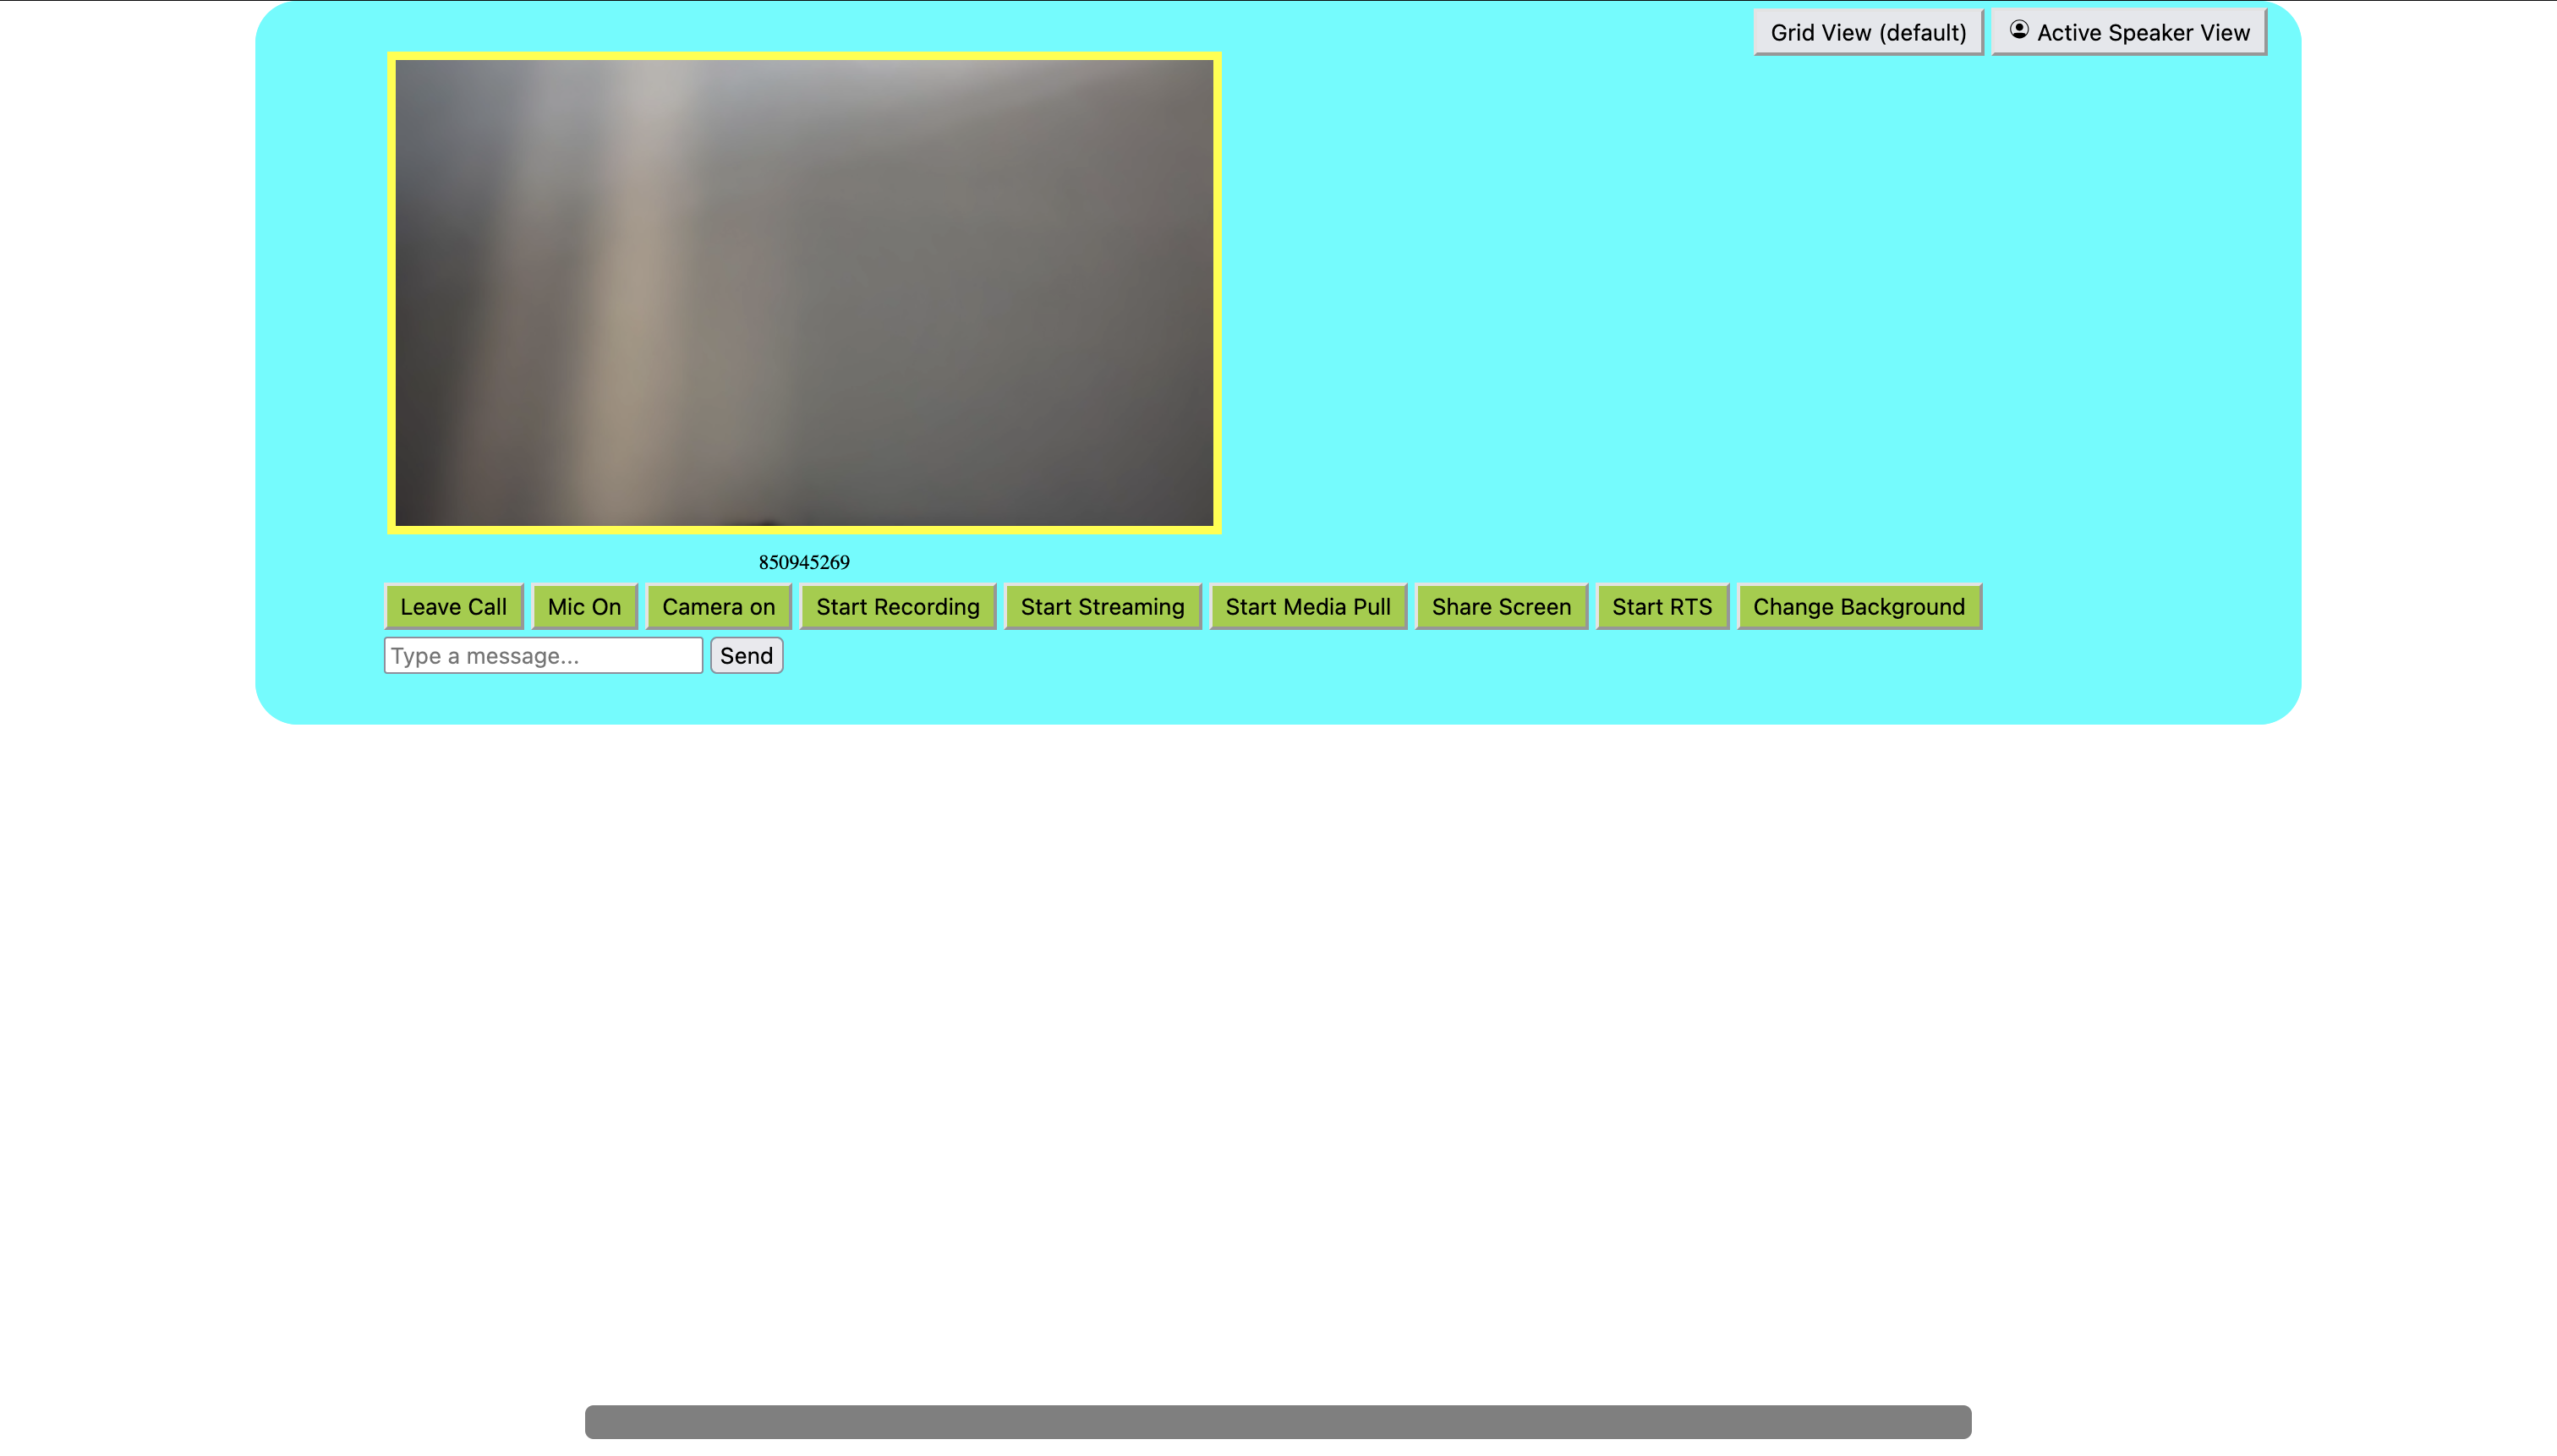 Grid View (default) Active Speaker View
850945269
Leave Call Mic On Camera on Start Recording Start Streaming Start Media Pull Share Screen Start RTS Change Background
Type a message... Send